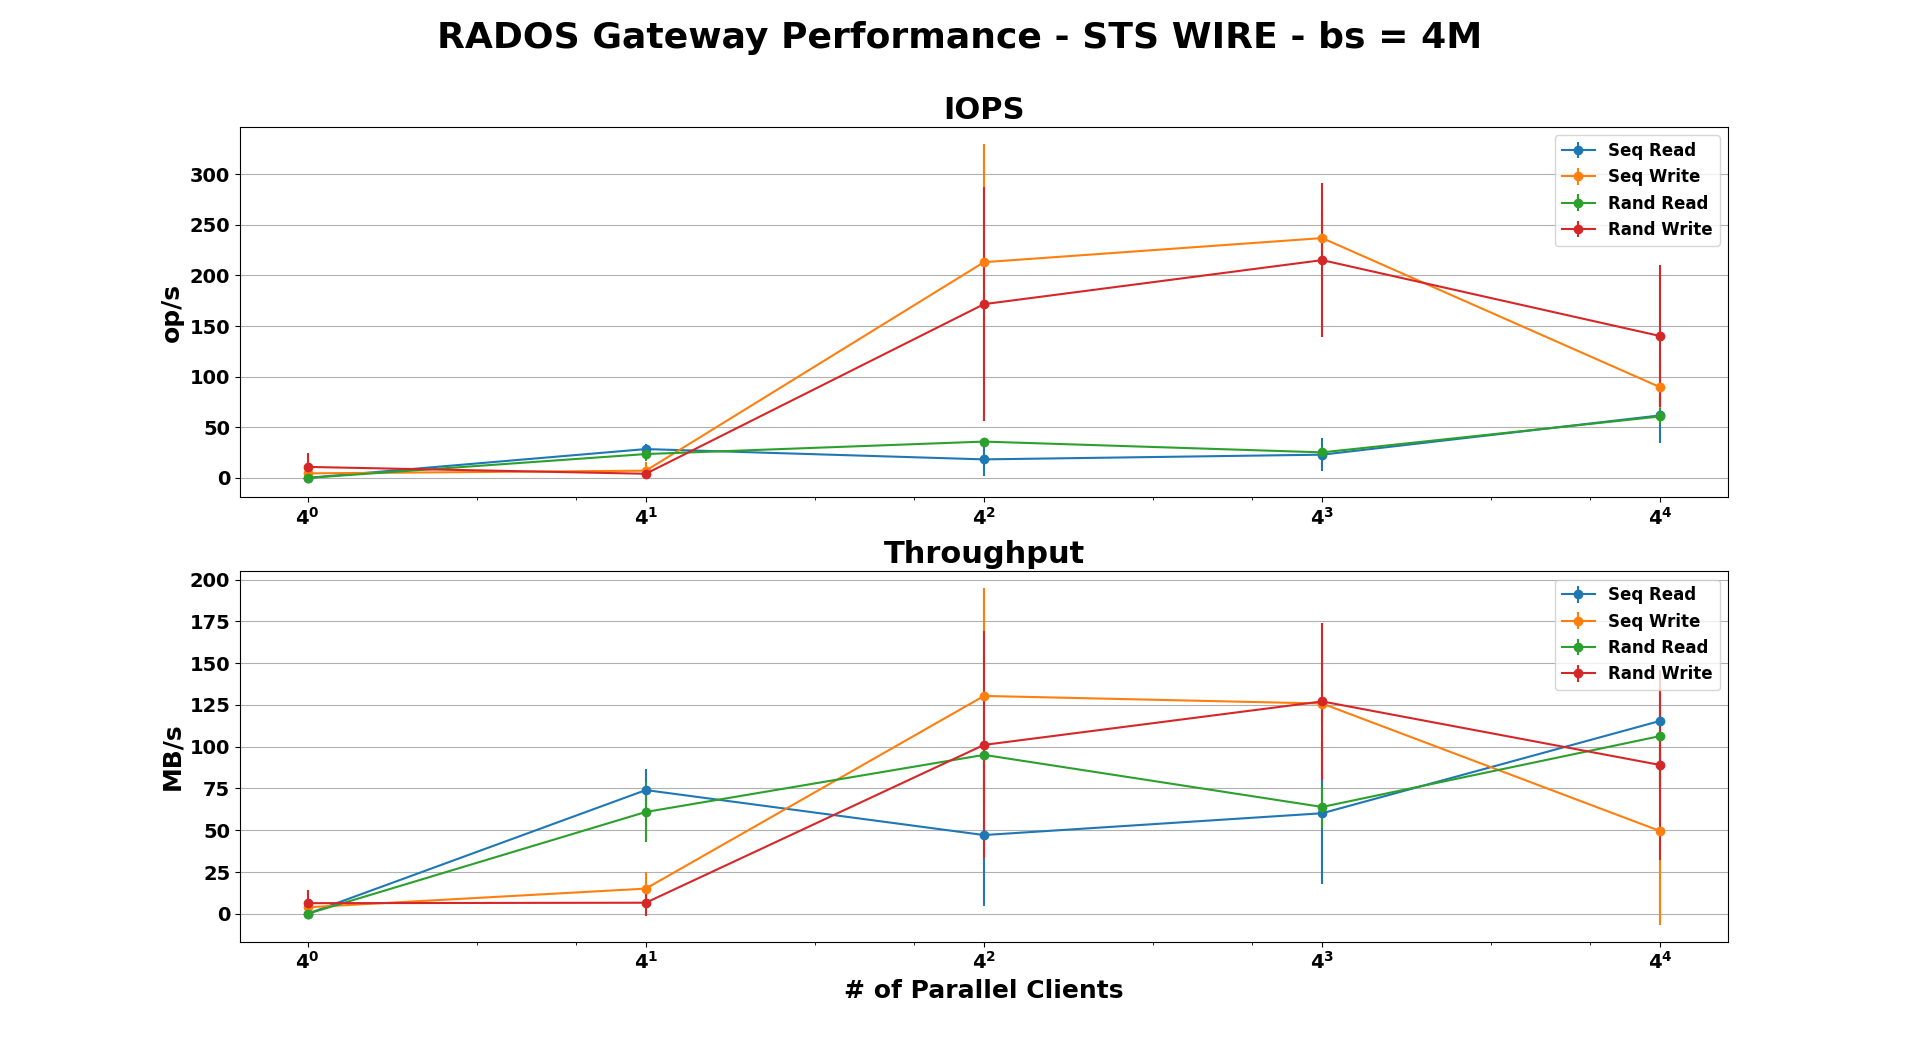 RADOS Gateway Performance - STS WIRE - bs = 4M
IOPS
300
250
200
150
100
50
0
op/s
Seq Read
Seq Write
Rand Read
Rand Write
4⁰ 4¹ 4² 4³ 4⁴
Throughput
200
175
150
125
100
75
50
25
0
MB/s
Seq Read
Seq Write
Rand Read
Rand Write
4⁰ 4¹ 4² 4³ 4⁴
# of Parallel Clients